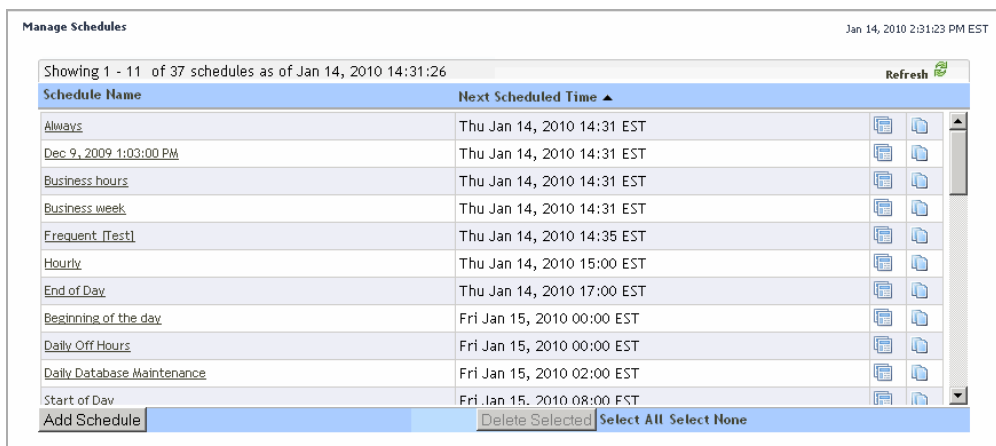 Manage Schedules
Jan 14, 2010 2:31:23 PM EST
Showing 1 - 11 of 37 schedules as of Jan 14, 2010 14:31:26
Refresh
Schedule Name Next Scheduled Time
Always Thu Jan 14, 2010 14:31 EST
Dec 9, 2009 1:03:00 PM Thu Jan 14, 2010 14:31 EST
Business hours Thu Jan 14, 2010 14:31 EST
Business week Thu Jan 14, 2010 14:31 EST
Frequent [Test] Thu Jan 14, 2010 14:35 EST
Hourly Thu Jan 14, 2010 15:00 EST
End of Day Thu Jan 14, 2010 17:00 EST
Beginning of the day Fri Jan 15, 2010 00:00 EST
Daily Off Hours Fri Jan 15, 2010 00:00 EST
Daily Database Maintenance Fri Jan 15, 2010 02:00 EST
Start of Day Fri Jan 15, 2010 08:00 EST
Add Schedule Delete Selected Select All Select None